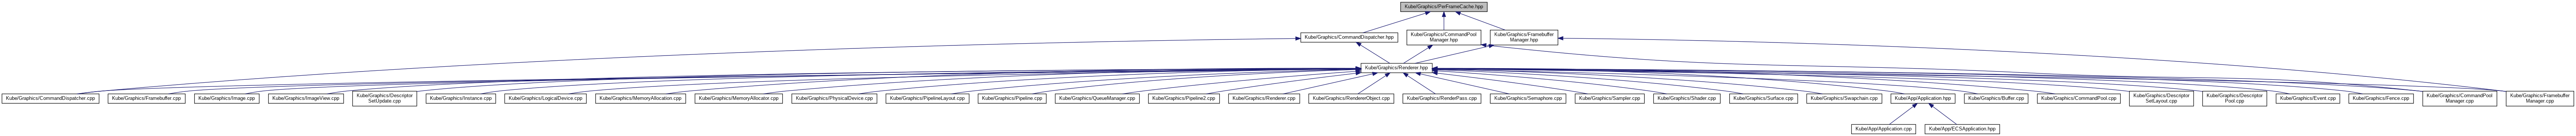 Kube/Graphics/PerFrameCache.hpp
Kube/Graphics/CommandDispatcher.hpp
Kube/Graphics/CommandPool
Manager.hpp
Kube/Graphics/Framebuffer
Manager.hpp
Kube/Graphics/Renderer.hpp
Kube/Graphics/CommandDispatcher.cpp
Kube/Graphics/Framebuffer.cpp
Kube/Graphics/Image.cpp
Kube/Graphics/ImageView.cpp
Kube/Graphics/Descriptor
SetUpdate.cpp
Kube/Graphics/Instance.cpp
Kube/Graphics/LogicalDevice.cpp
Kube/Graphics/MemoryAllocation.cpp
Kube/Graphics/MemoryAllocator.cpp
Kube/Graphics/PhysicalDevice.cpp
Kube/Graphics/PipelineLayout.cpp
Kube/Graphics/Pipeline.cpp
Kube/Graphics/QueueManager.cpp
Kube/Graphics/Pipeline2.cpp
Kube/Graphics/Renderer.cpp
Kube/Graphics/RendererObject.cpp
Kube/Graphics/RenderPass.cpp
Kube/Graphics/Semaphore.cpp
Kube/Graphics/Sampler.cpp
Kube/Graphics/Shader.cpp
Kube/Graphics/Surface.cpp
Kube/Graphics/Swapchain.cpp
Kube/App/Application.hpp
Kube/Graphics/Buffer.cpp
Kube/Graphics/CommandPool.cpp
Kube/Graphics/Descriptor
SetLayout.cpp
Kube/Graphics/Descriptor
Pool.cpp
Kube/Graphics/Event.cpp
Kube/Graphics/Fence.cpp
Kube/Graphics/CommandPool
Manager.cpp
Kube/Graphics/Framebuffer
Manager.cpp
Kube/App/Application.cpp
Kube/App/ECSApplication.hpp